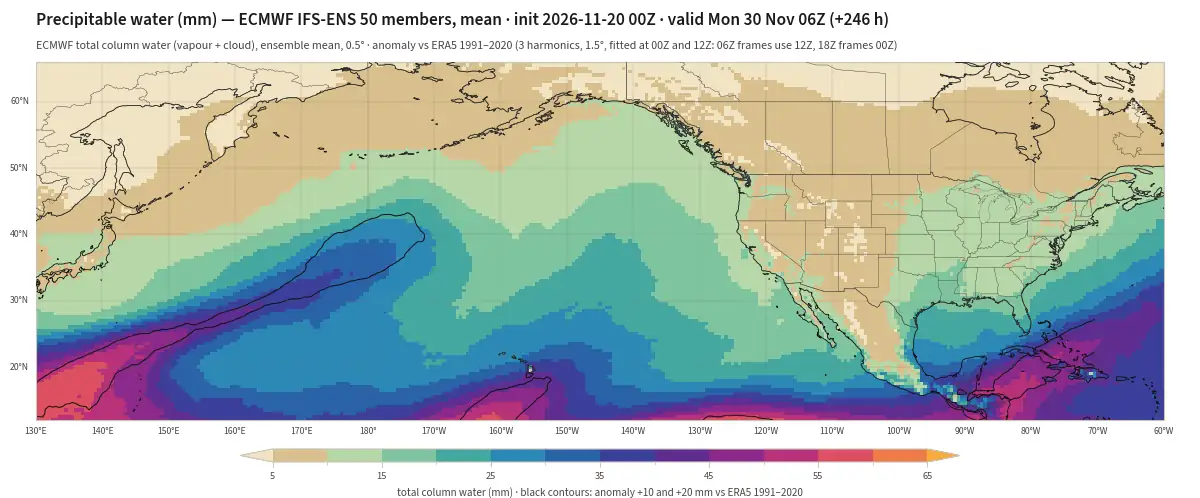 Precipitable water (mm) — ECMWF IFS-ENS 50 members, mean · init 2026-11-20 00Z · valid Mon 30 Nov 06Z (+246 h)
ECMWF total column water (vapour + cloud), ensemble mean, 0.5° · anomaly vs ERA5 1991–2020 (3 harmonics, 1.5°, fitted at 00Z and 12Z: 06Z frames use 12Z, 18Z frames 00Z)
60°N
50°N
40°N
30°N
20°N
130°E 140°E 150°E 160°E 170°E 180° 170°W 160°W 150°W 140°W 130°W 120°W 110°W 100°W 90°W 80°W 70°W 60°W
5 15 25 35 45 55 65
total column water (mm) · black contours: anomaly +10 and +20 mm vs ERA5 1991–2020